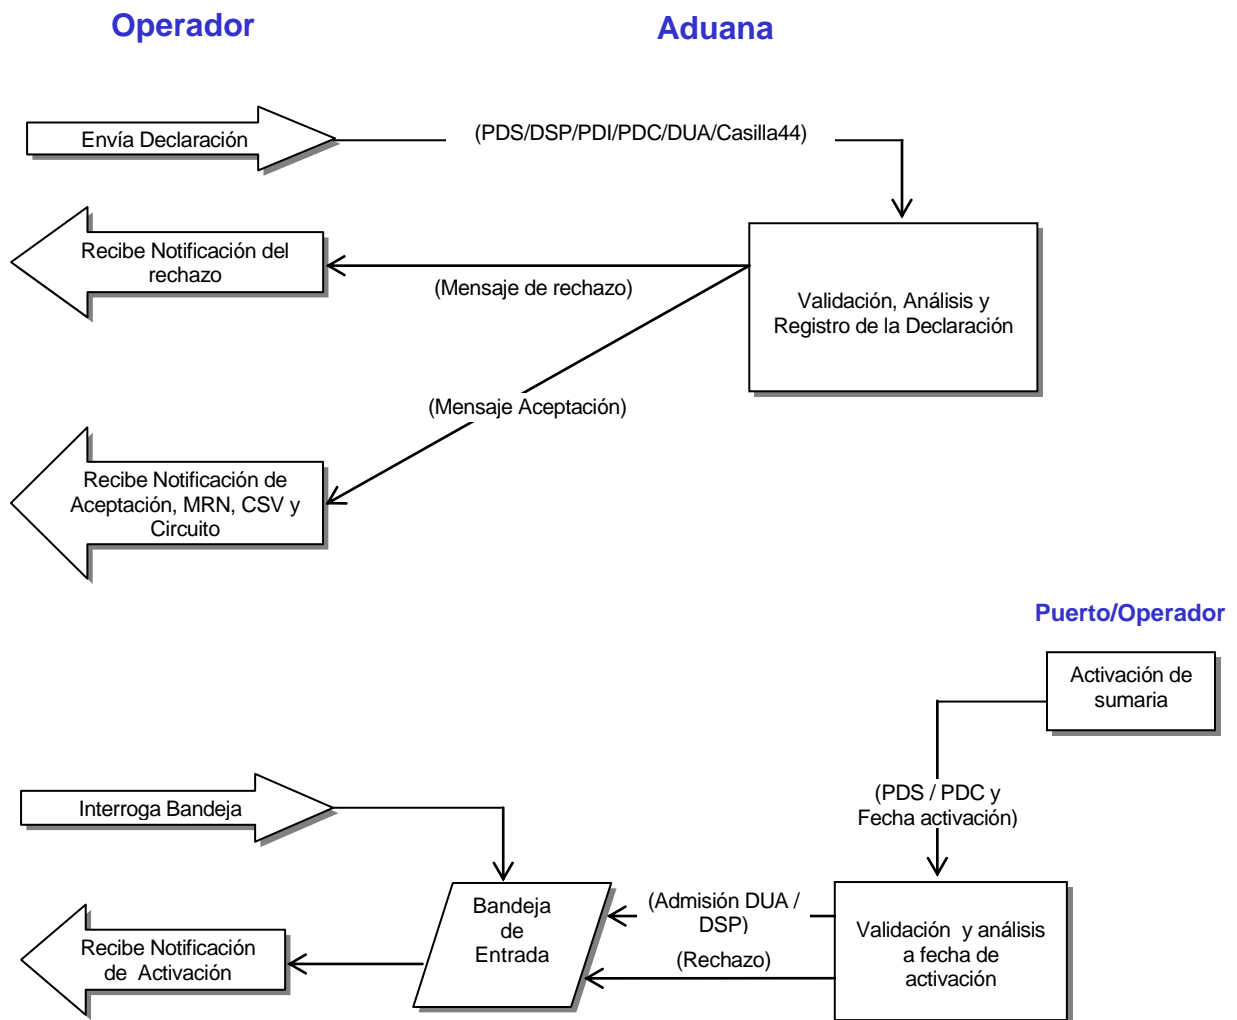 Operador
Aduana
Envía Declaración
(PDS/DSP/PDI/PDC/DUA/Casilla44)
Recibe Notificación del
rechazo
(Mensaje de rechazo)
Validación, Análisis y
Registro de la Declaración
(Mensaje Aceptación)
Recibe Notificación de
Aceptación, MRN, CSV y
Circuito
Puerto/Operador
Activación de
sumaria
(PDS / PDC y
Fecha activación)
Interroga Bandeja
Bandeja
de
Entrada
(Admisión DUA /
DSP)
(Rechazo)
Validación y análisis
a fecha de
activación
Recibe Notificación
de Activación